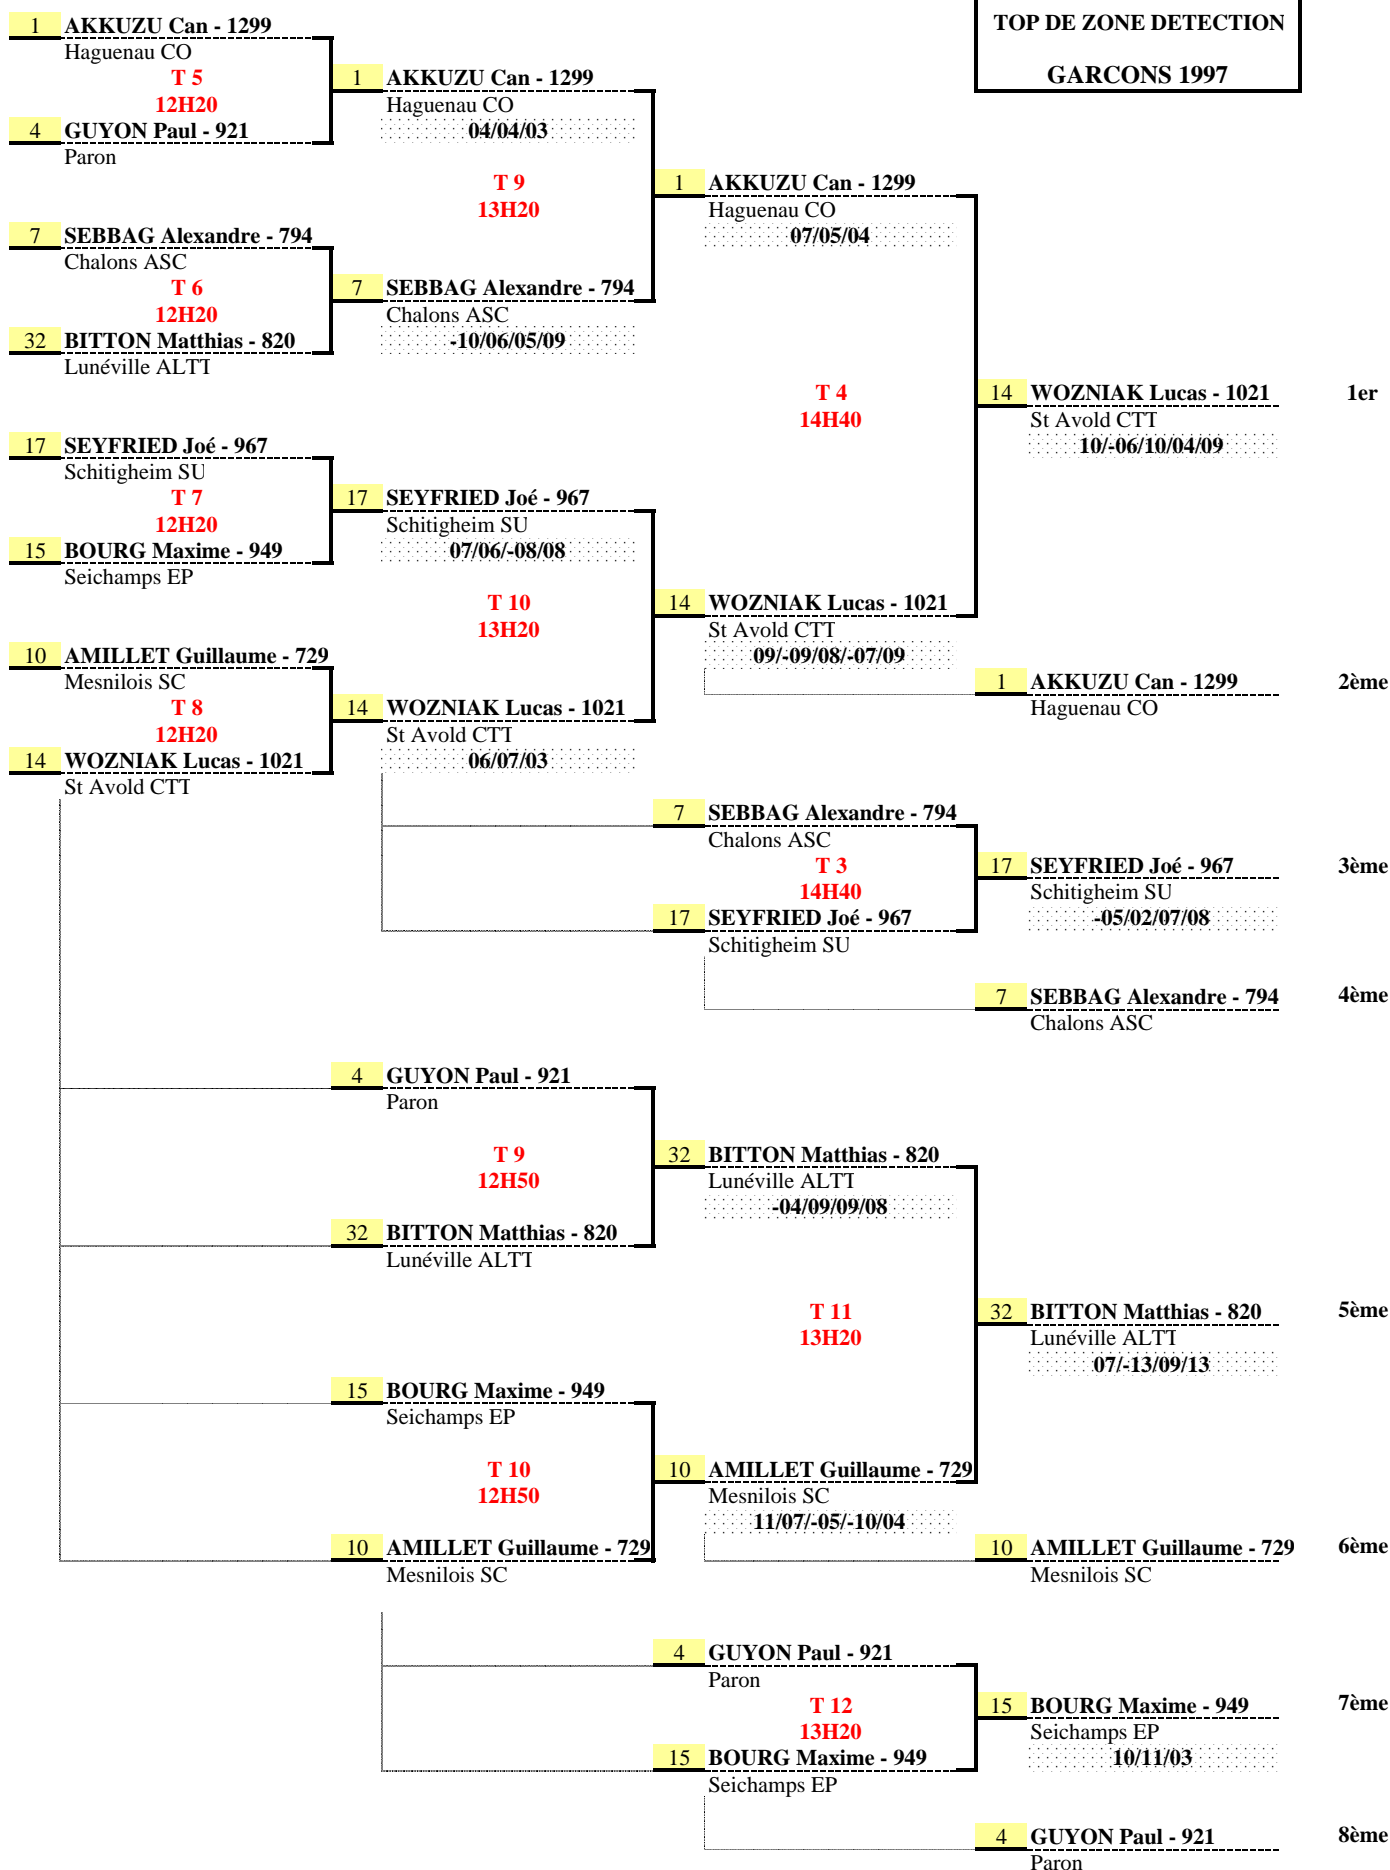 TOP DE ZONE DETECTION
GARCONS 1997
1 AKKUZU Can - 1299
Haguenau CO
T 5
12H20
4 GUYON Paul - 921
Paron
7 SEBBAG Alexandre - 794
Chalons ASC
T 6
12H20
32 BITTON Matthias - 820
Lunéville ALTT
17 SEYFRIED Joé - 967
Schitigheim SU
T 7
12H20
15 BOURG Maxime - 949
Seichamps EP
10 AMILLET Guillaume - 729
Mesnilois SC
T 8
12H20
14 WOZNIAK Lucas - 1021
St Avold CTT
1 AKKUZU Can - 1299
Haguenau CO
04/04/03
T 9
13H20
7 SEBBAG Alexandre - 794
Chalons ASC
-10/06/05/09
17 SEYFRIED Joé - 967
Schitigheim SU
07/06/-08/08
T 10
13H20
14 WOZNIAK Lucas - 1021
St Avold CTT
06/07/03
1 AKKUZU Can - 1299
Haguenau CO
07/05/04
T 4
14H40
14 WOZNIAK Lucas - 1021
St Avold CTT
09/-09/08/-07/09
14 WOZNIAK Lucas - 1021 1er
St Avold CTT
10/-06/10/04/09
1 AKKUZU Can - 1299 2ème
Haguenau CO
7 SEBBAG Alexandre - 794
Chalons ASC
T 3
14H40
17 SEYFRIED Joé - 967
Schitigheim SU
17 SEYFRIED Joé - 967 3ème
Schitigheim SU
-05/02/07/08
7 SEBBAG Alexandre - 794 4ème
Chalons ASC
4 GUYON Paul - 921
Paron
T 9
12H50
32 BITTON Matthias - 820
Lunéville ALTT
15 BOURG Maxime - 949
Seichamps EP
T 10
12H50
10 AMILLET Guillaume - 729
Mesnilois SC
32 BITTON Matthias - 820
Lunéville ALTT
-04/09/09/08
T 11
13H20
10 AMILLET Guillaume - 729
Mesnilois SC
11/07/-05/-10/04
32 BITTON Matthias - 820 5ème
Lunéville ALTT
07/-13/09/13
10 AMILLET Guillaume - 729 6ème
Mesnilois SC
4 GUYON Paul - 921
Paron
T 12
13H20
15 BOURG Maxime - 949
Seichamps EP
15 BOURG Maxime - 949 7ème
Seichamps EP
10/11/03
4 GUYON Paul - 921 8ème
Paron